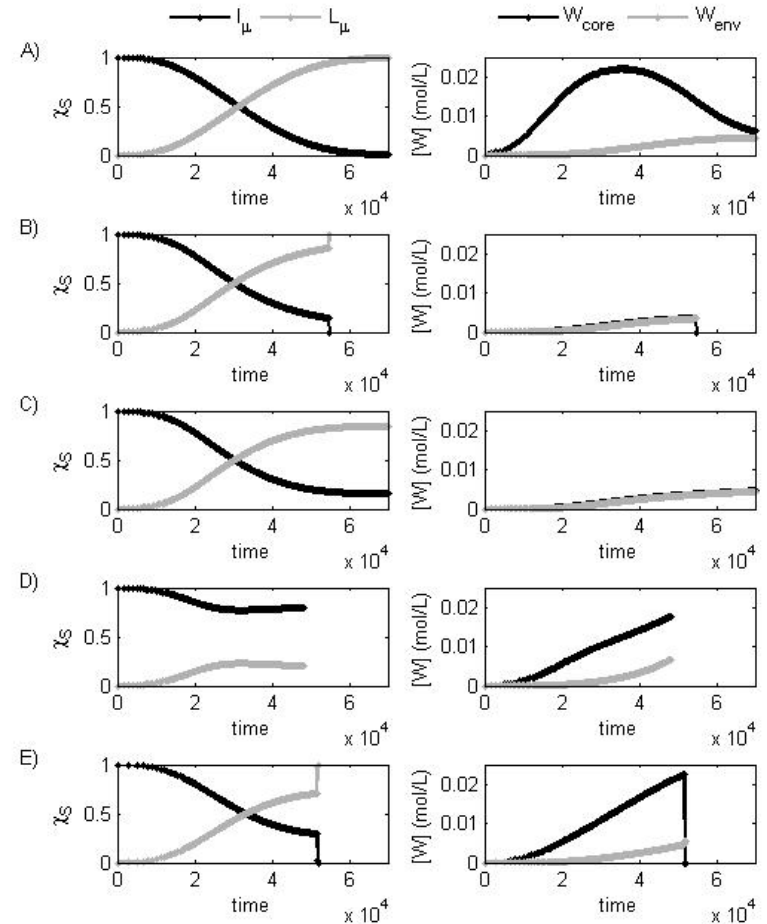 I_μ L_μ W_core W_env
A)
1
0.5
0
χ_S
0 2 4 6
time
x 10^4
0.02
0.01
0
[W] (mol/L)
0 2 4 6
time
x 10^4
B)
1
0.5
0
χ_S
0 2 4 6
time
x 10^4
0.02
0.01
0
[W] (mol/L)
0 2 4 6
time
x 10^4
C)
1
0.5
0
χ_S
0 2 4 6
time
x 10^4
0.02
0.01
0
[W] (mol/L)
0 2 4 6
time
x 10^4
D)
1
0.5
0
χ_S
0 2 4 6
time
x 10^4
0.02
0.01
0
[W] (mol/L)
0 2 4 6
time
x 10^4
E)
1
0.5
0
χ_S
0 2 4 6
time
x 10^4
0.02
0.01
0
[W] (mol/L)
0 2 4 6
time
x 10^4